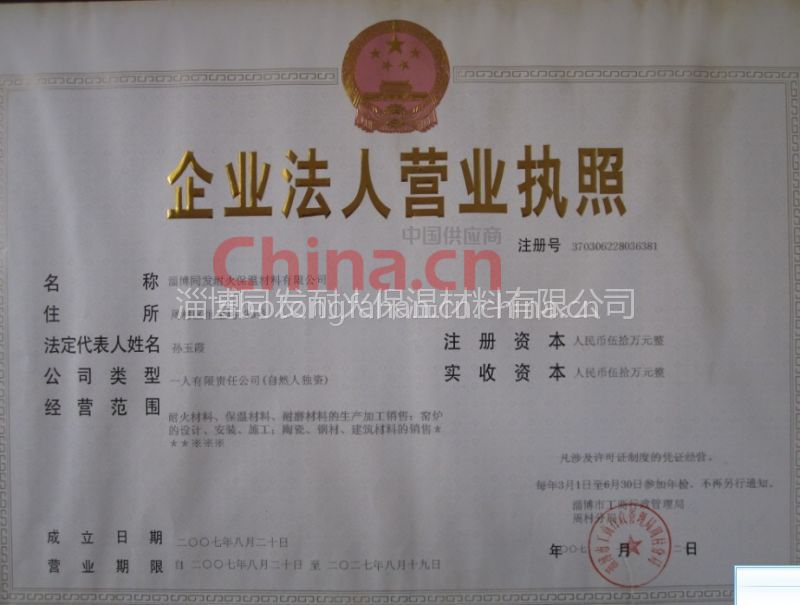 企业法人营业执照
中国供应商
China.cn
注册号 370306228036381
名称 淄博同发耐火保温材料有限公司
淄博同发耐火保温材料有限公司
住所
法定代表人姓名 孙玉霞
注册资本 人民币伍拾万元整
公司类型 一人有限责任公司(自然人独资)
实收资本 人民币伍拾万元整
经营范围 耐火材料、保温材料、耐磨材料的生产加工销售；窑炉
的设计、安装、施工；陶瓷、钢材、建筑材料的销售★
★★※※※
凡涉及许可证制度的凭证经营。
每年3月1日至6月30日参加年检，不再另行通知。
淄博市工商行政管理局
周村分局
成立日期 二〇〇七年八月二十日
年 月 日
营业期限 自 二〇〇七年八月二十日 至 二〇二七年八月十九日